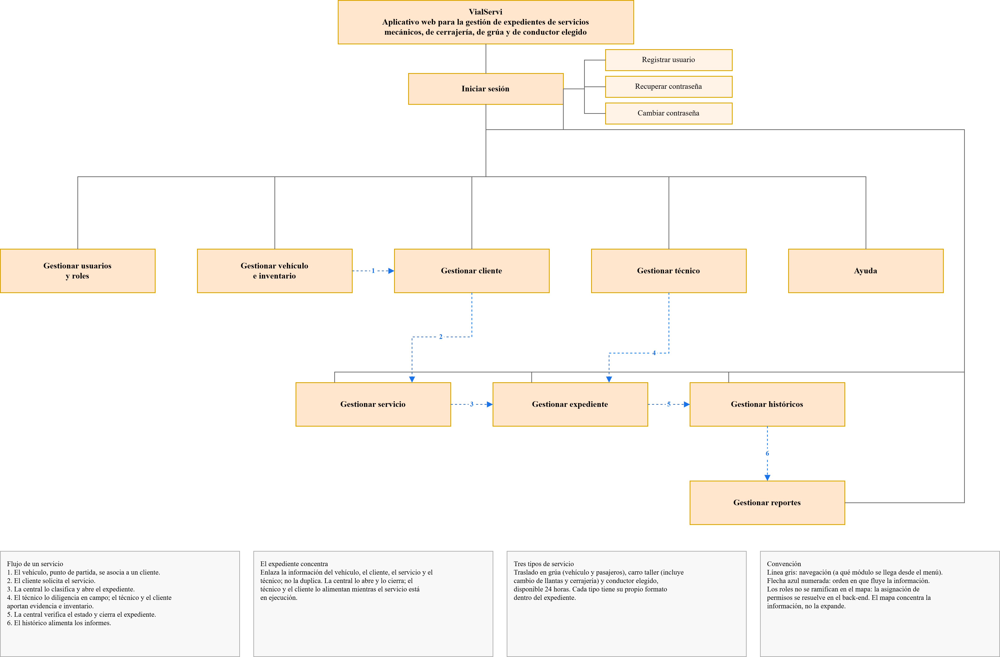 VialServi
Aplicativo web para la gestión de expedientes de servicios
mecánicos, de cerrajería, de grúa y de conductor elegido
Registrar usuario
Iniciar sesión
Recuperar contraseña
Cambiar contraseña
Gestionar usuarios
y roles
Gestionar vehículo
e inventario
1
Gestionar cliente
Gestionar técnico
Ayuda
2
4
Gestionar servicio
3
Gestionar expediente
5
Gestionar históricos
6
Gestionar reportes
Flujo de un servicio
1. El vehículo, punto de partida, se asocia a un cliente.
2. El cliente solicita el servicio.
3. La central lo clasifica y abre el expediente.
4. El técnico lo diligencia en campo; el técnico y el cliente
aportan evidencia e inventario.
5. La central verifica el estado y cierra el expediente.
6. El histórico alimenta los informes.
El expediente concentra
Enlaza la información del vehículo, el cliente, el servicio y el
técnico; no la duplica. La central lo abre y lo cierra; el
técnico y el cliente lo alimentan mientras el servicio está
en ejecución.
Tres tipos de servicio
Traslado en grúa (vehículo y pasajeros), carro taller (incluye
cambio de llantas y cerrajería) y conductor elegido,
disponible 24 horas. Cada tipo tiene su propio formato
dentro del expediente.
Convención
Línea gris: navegación (a qué módulo se llega desde el menú).
Flecha azul numerada: orden en que fluye la información.
Los roles no se ramifican en el mapa: la asignación de
permisos se resuelve en el back-end. El mapa concentra la
información, no la expande.